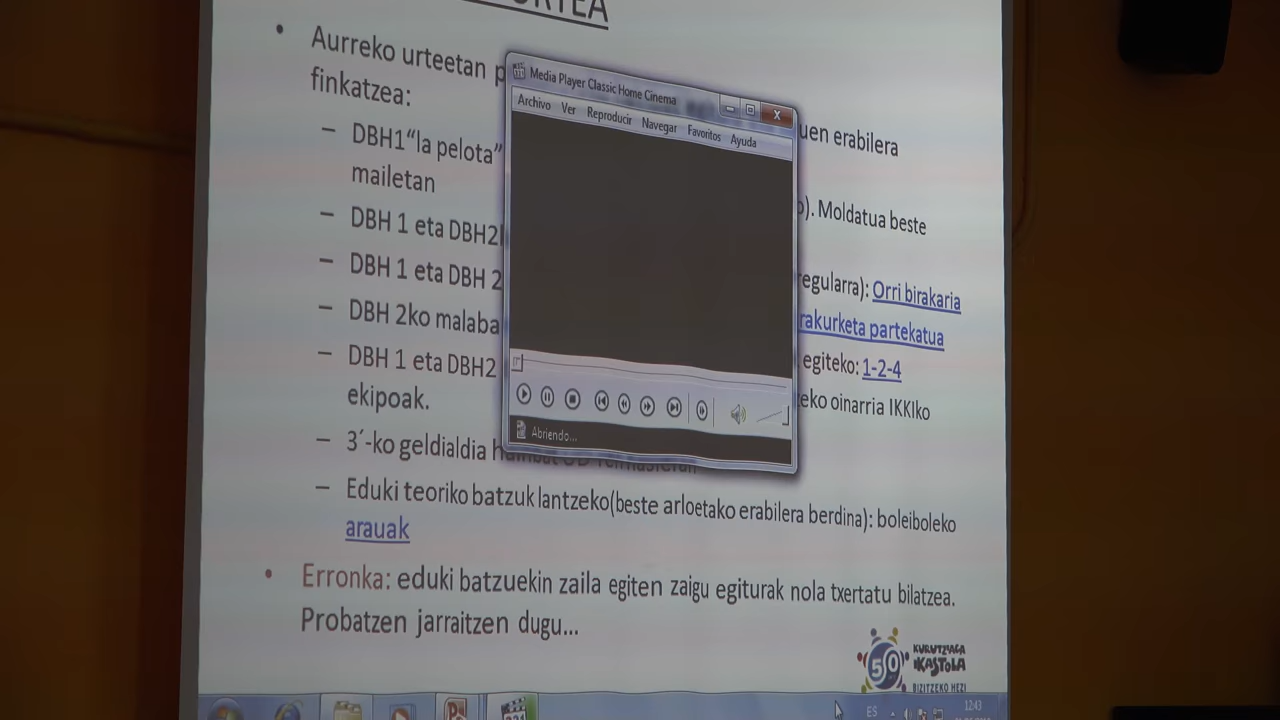 Aurreko urteetan
finkatzea:
uen erabilera
DBH1“la pelota”
). Moldatua beste
mailetan
– DBH 1 eta DBH2
– DBH 1 eta DBH 2
regularra): Orri birakaria
– DBH 2ko malaba
rakurketa partekatua
– DBH 1 eta DBH2
egiteko: 1-2-4
eko oinarria IKKIko
ekipoak.
– 3´-ko geldialdia
– Eduki teoriko batzuk lantzeko(beste arloetako erabilera berdina): boleiboleko
arauak
• Erronka: eduki batzuekin zaila egiten zaigu egiturak nola txertatu bilatzea.
Probatzen jarraitzen dugu...
Media Player Classic Home Cinema
Archivo Ver Reproducir Navegar Favoritos Ayuda
Abriendo...
50
KURUTZIAGA
IKASTOLA
BIZITZEKO HEZI
ES
12:43